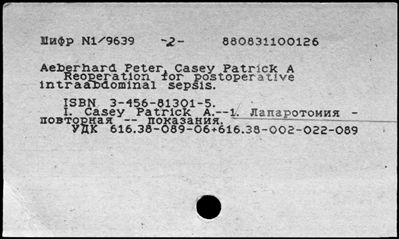 Шифр N1/9639 -2- 880831100126
Aeberhard Peter, Casey Patrick A
Reoperation for postoperative
intraabdominal sepsis.
ISBN 3-456-81301-5.
I. Casey Patrick A.--1. Лапаротомия -
повторная -- показания.
УДК 616.38-089-06+616.38-002-022-089